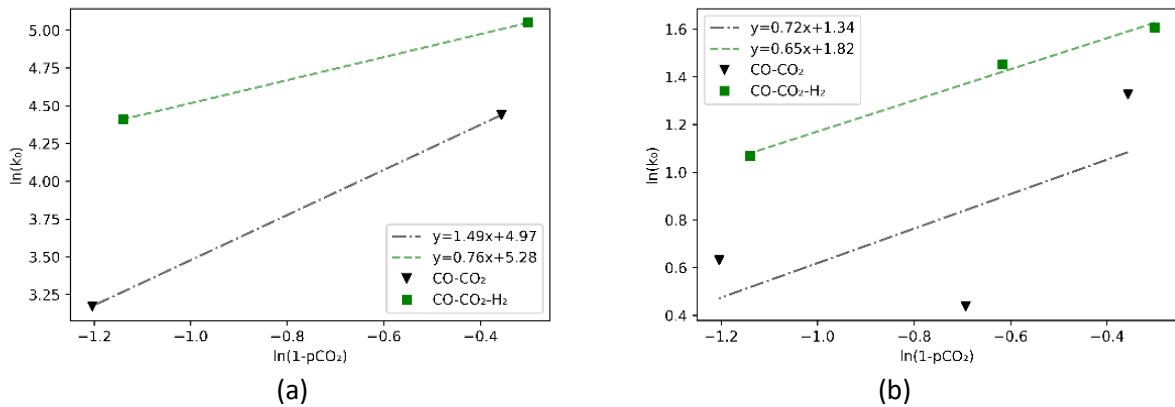 5.00
4.75
4.50
4.25
4.00
3.75
3.50
3.25
ln(k₀)
y=1.49x+4.97
y=0.76x+5.28
CO-CO₂
CO-CO₂-H₂
−1.2
−1.0
−0.8
−0.6
−0.4
ln(1-pCO₂)
(a)
1.6
1.4
1.2
1.0
0.8
0.6
0.4
ln(k₀)
y=0.72x+1.34
y=0.65x+1.82
CO-CO₂
CO-CO₂-H₂
−1.2
−1.0
−0.8
−0.6
−0.4
ln(1-pCO₂)
(b)